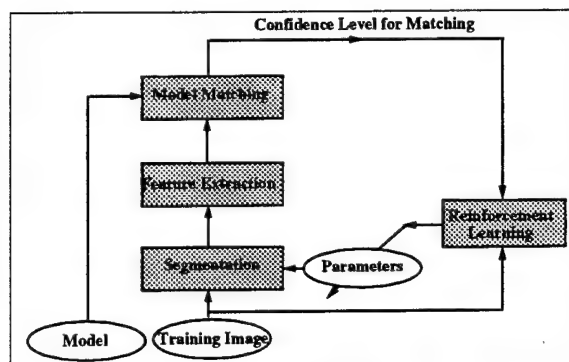 Confidence Level for Matching
Model Matching
Feature Extraction
Reinforcement
Learning
Segmentation
Parameters
Model
Training Image